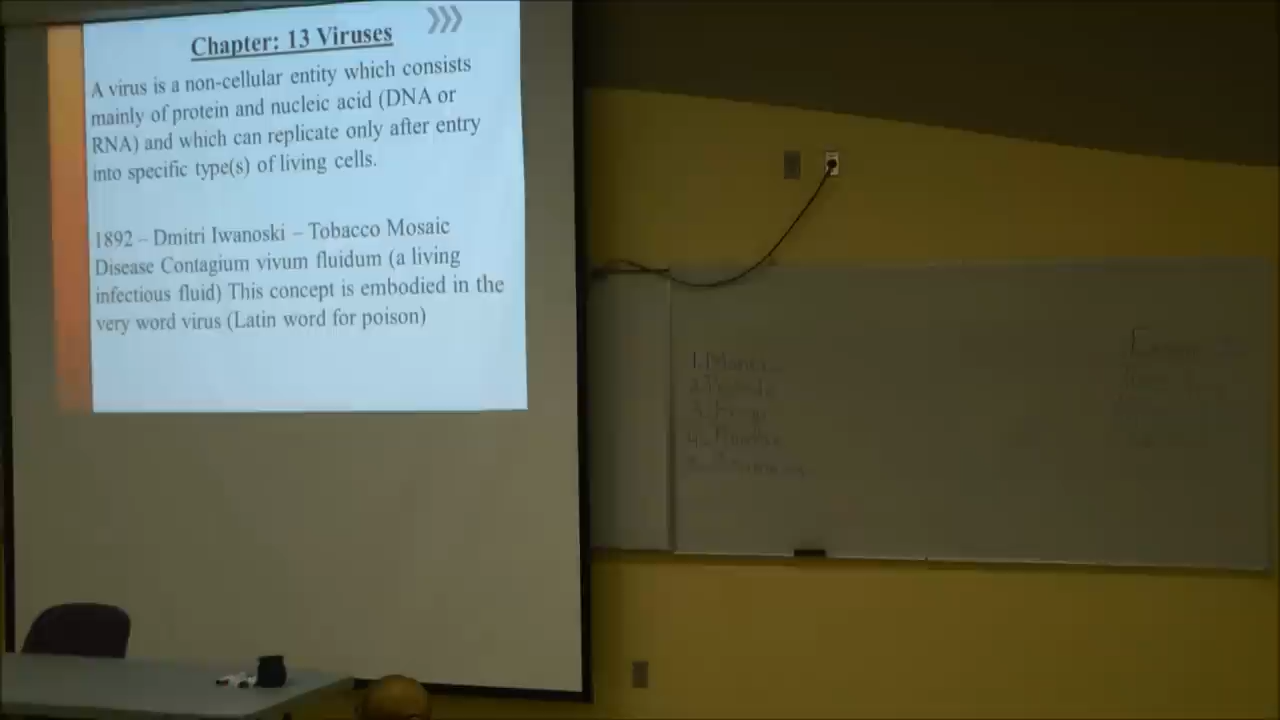 Chapter: 13 Viruses
A virus is a non-cellular entity which consists
mainly of protein and nucleic acid (DNA or
RNA) and which can replicate only after entry
into specific type(s) of living cells.
1892 – Dmitri Iwanoski – Tobacco Mosaic
Disease Contagium vivum fluidum (a living
infectious fluid) This concept is embodied in the
very word virus (Latin word for poison)